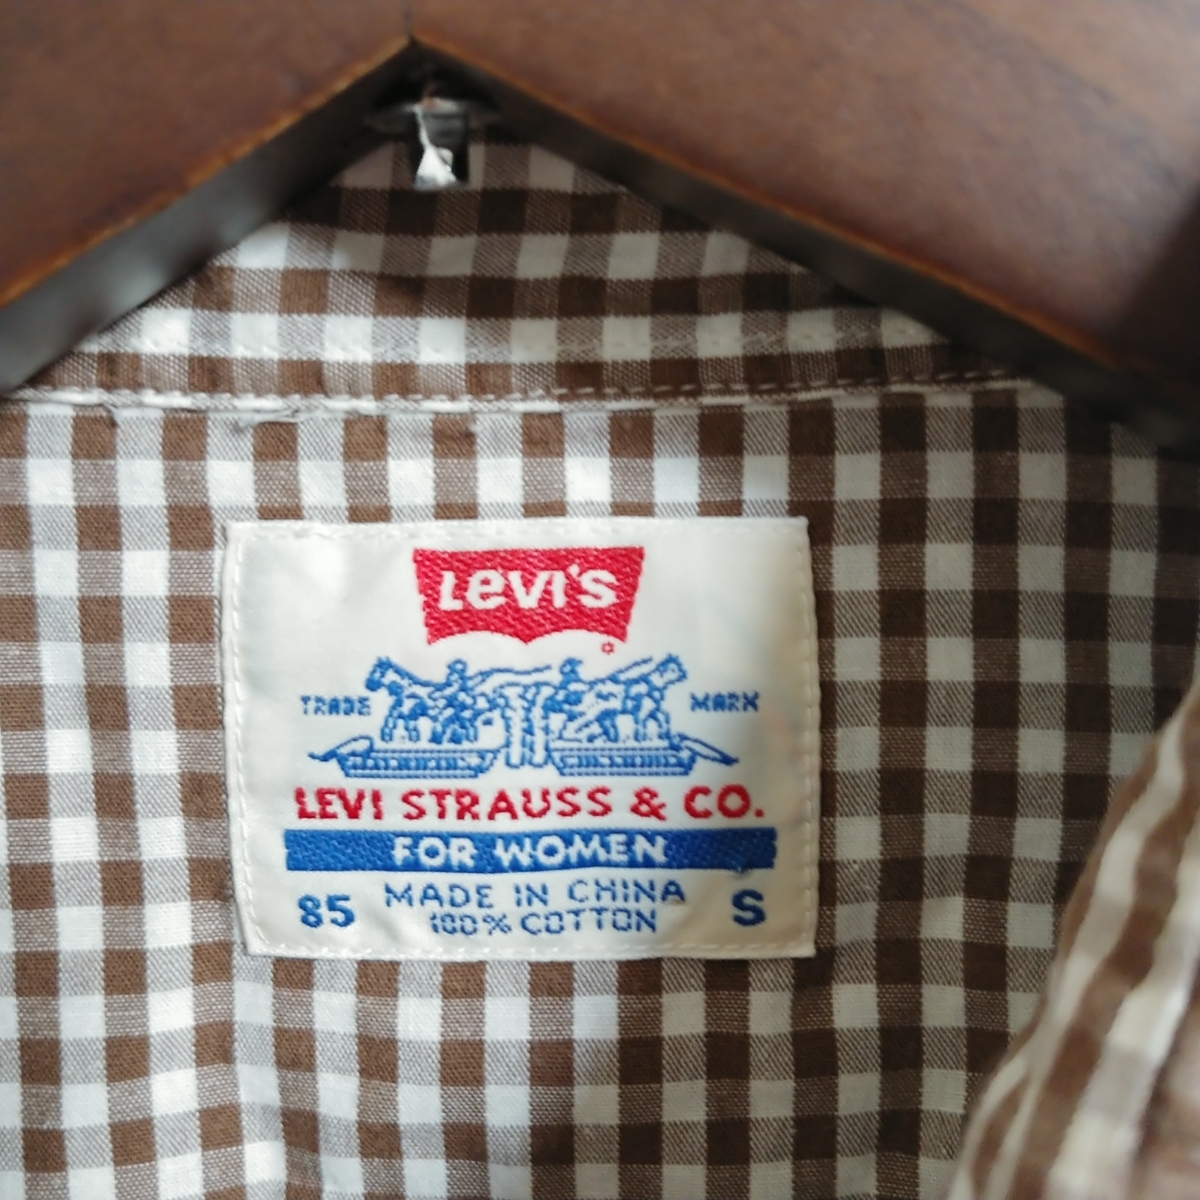 LEVI'S
TRADE MARK
LEVI STRAUSS & CO.
FOR WOMEN
85 MADE IN CHINA S
100% COTTON